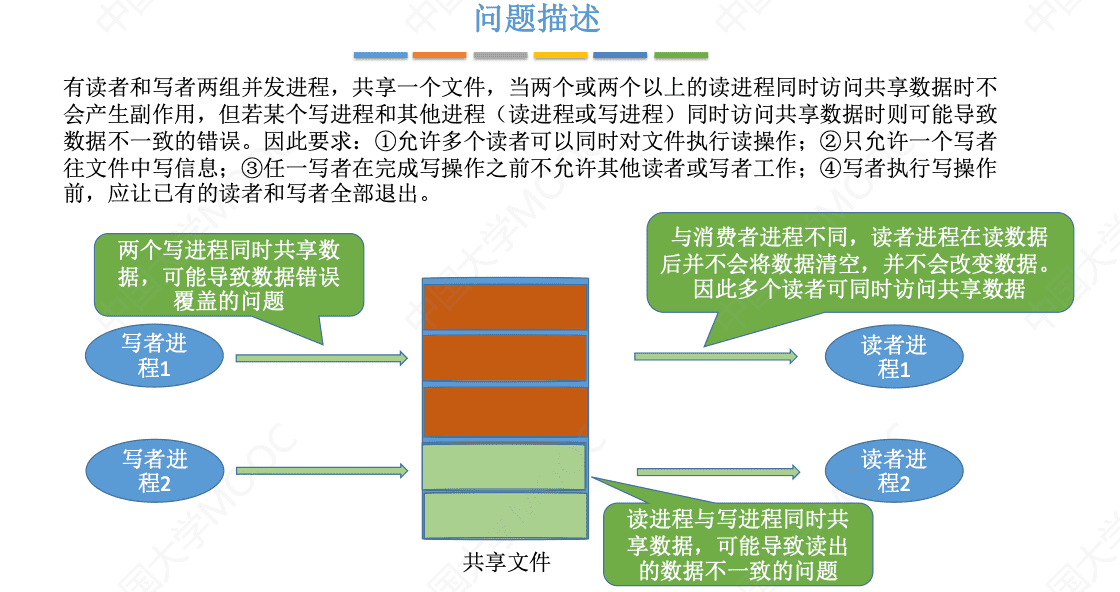 问题描述
有读者和写者两组并发进程，共享一个文件，当两个或两个以上的读进程同时访问共享数据时不
会产生副作用，但若某个写进程和其他进程（读进程或写进程）同时访问共享数据时则可能导致
数据不一致的错误。因此要求：①允许多个读者可以同时对文件执行读操作；②只允许一个写者
往文件中写信息；③任一写者在完成写操作之前不允许其他读者或写者工作；④写者执行写操作
前，应让已有的读者和写者全部退出。
两个写进程同时共享数
据，可能导致数据错误
覆盖的问题
与消费者进程不同，读者进程在读数据
后并不会将数据清空，并不会改变数据。
因此多个读者可同时访问共享数据
写者进
程1
读者进
程1
写者进
程2
读者进
程2
读进程与写进程同时共
享数据，可能导致读出
的数据不一致的问题
共享文件
中国大学MOOC